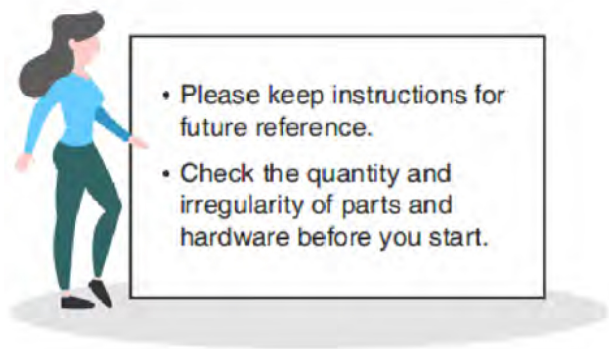 • Please keep instructions for
future reference.
• Check the quantity and
irregularity of parts and
hardware before you start.